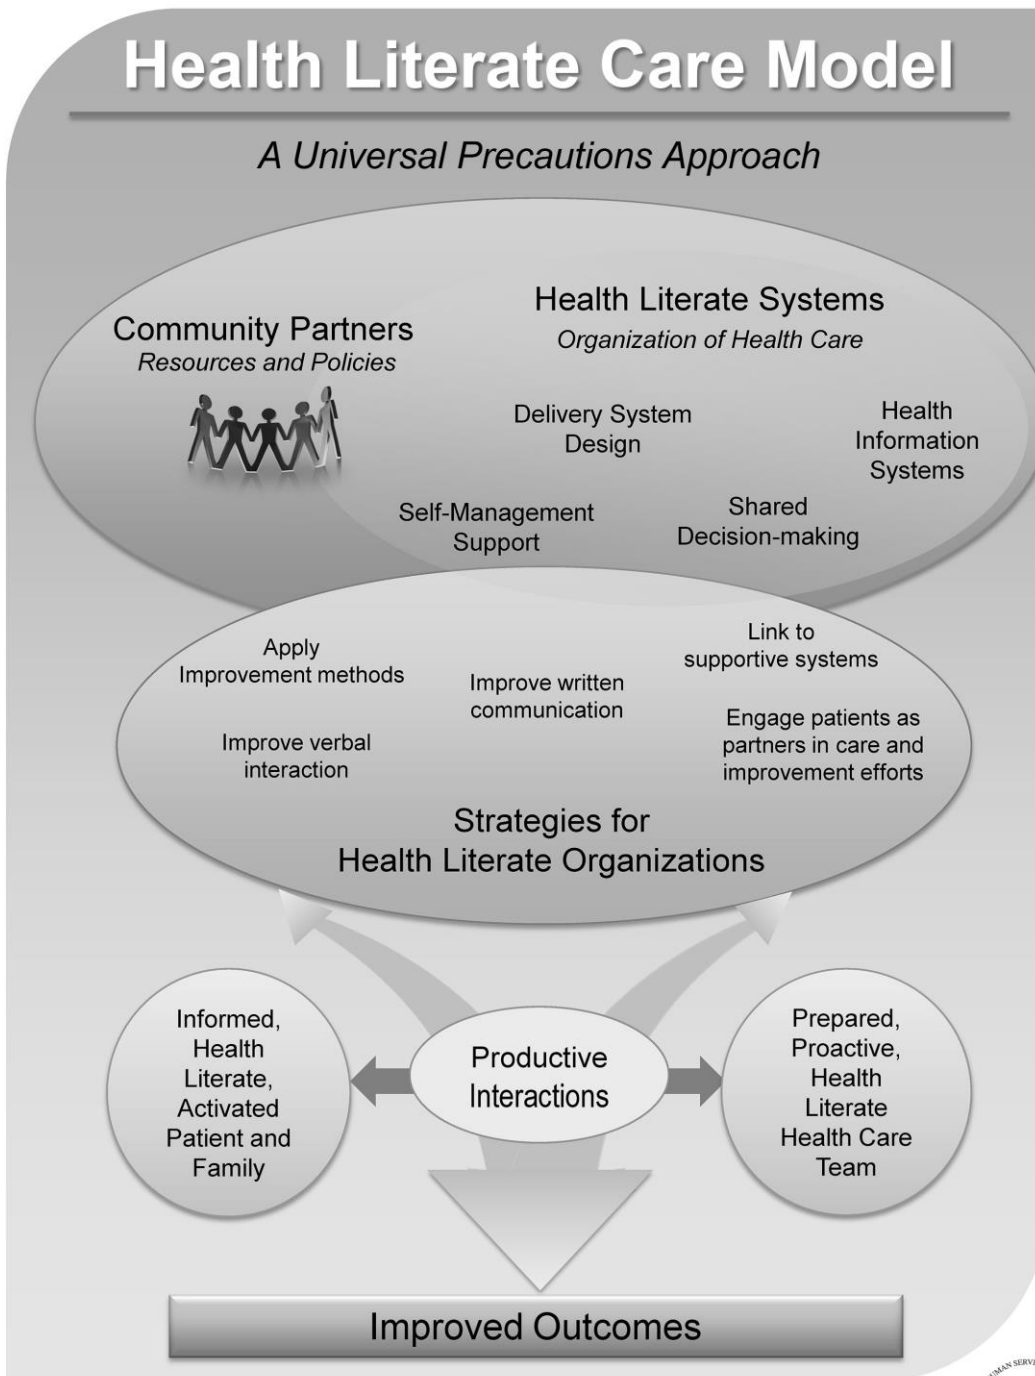 Health Literate Care Model
A Universal Precautions Approach
Community Partners
Resources and Policies
Health Literate Systems
Organization of Health Care
Delivery System
Design
Health
Information
Systems
Self-Management
Support
Shared
Decision-making
Apply
Improvement methods
Improve verbal
interaction
Improve written
communication
Link to
supportive systems
Engage patients as
partners in care and
improvement efforts
Strategies for
Health Literate Organizations
Informed,
Health
Literate,
Activated
Patient and
Family
Productive
Interactions
Prepared,
Proactive,
Health
Literate
Health Care
Team
Improved Outcomes